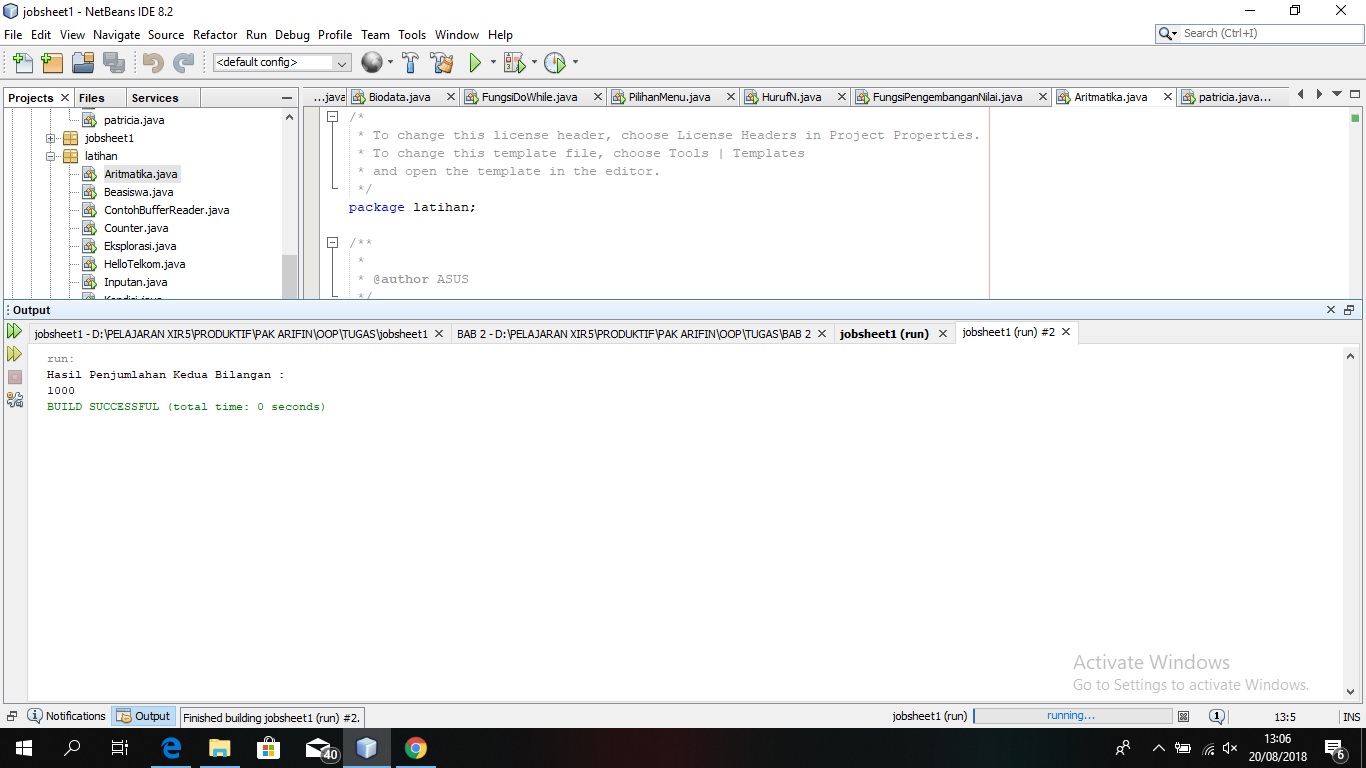 jobsheet1 - NetBeans IDE 8.2
File Edit View Navigate Source Refactor Run Debug Profile Team Tools Window Help
Search (Ctrl+I)
<default config>
Projects Files Services
...java Biodata.java FungsiDoWhile.java PilihanMenu.java HurufN.java FungsiPengembanganNilai.java Aritmatika.java patricia.java...
patricia.java
jobsheet1
latihan
Aritmatika.java
Beasiswa.java
ContohBufferReader.java
Counter.java
Eksplorasi.java
HelloTelkom.java
Inputan.java
Kondisi.java
/*
* To change this license header, choose License Headers in Project Properties.
* To change this template file, choose Tools | Templates
* and open the template in the editor.
*/
package latihan;
/**
*
* @author ASUS
*/
Output
jobsheet1 - D:\PELAJARAN XIR5\PRODUKTIF\PAK ARIFIN\OOP\TUGAS\jobsheet1 BAB 2 - D:\PELAJARAN XIR5\PRODUKTIF\PAK ARIFIN\OOP\TUGAS\BAB 2 jobsheet1 (run) jobsheet1 (run) #2
run:
Hasil Penjumlahan Kedua Bilangan :
1000
BUILD SUCCESSFUL (total time: 0 seconds)
Activate Windows
Go to Settings to activate Windows.
Notifications Output Finished building jobsheet1 (run) #2. jobsheet1 (run) running... 1 13:5 INS
40
13:06
20/08/2018
6